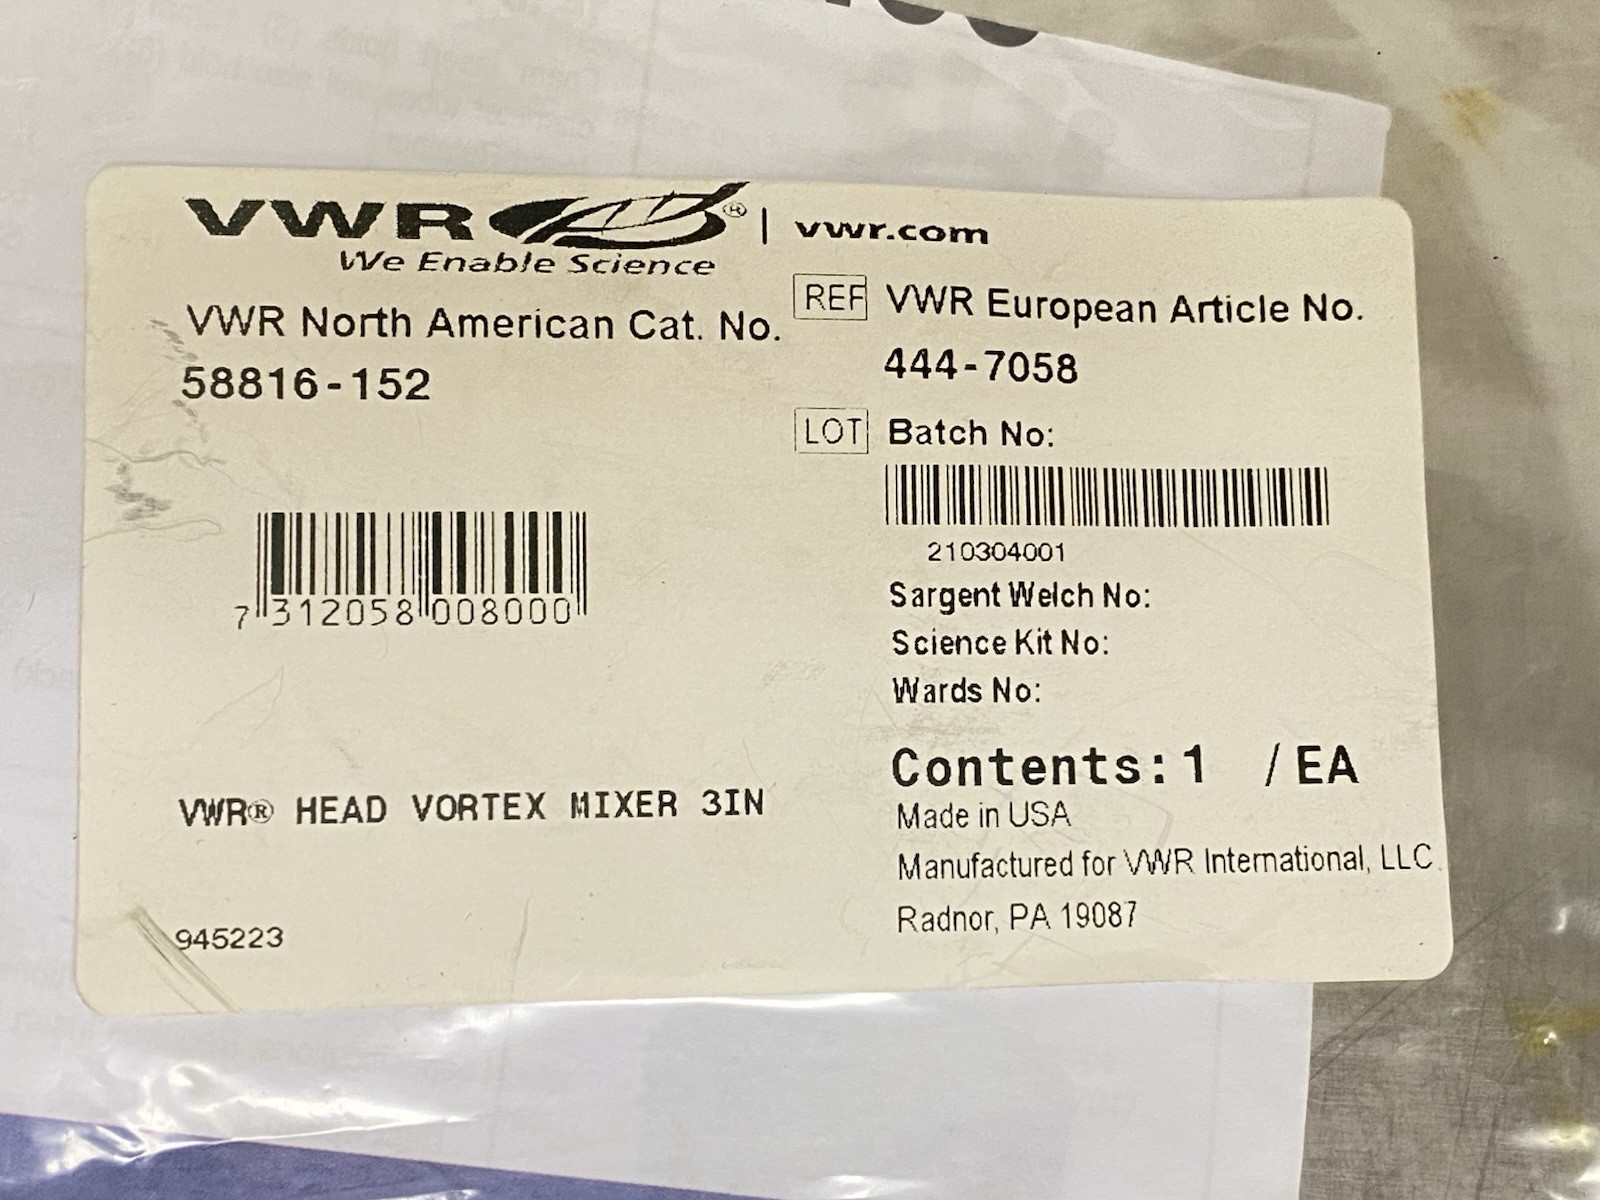 VWR® | vwr.com
We Enable Science
VWR North American Cat. No.
58816-152
REF VWR European Article No.
444-7058
LOT Batch No:
210304001
7 312058 008000
Sargent Welch No:
Science Kit No:
Wards No:
Contents: 1 / EA
VWR® HEAD VORTEX MIXER 3IN
Made in USA
Manufactured for VWR International, LLC.
Radnor, PA 19087
945223